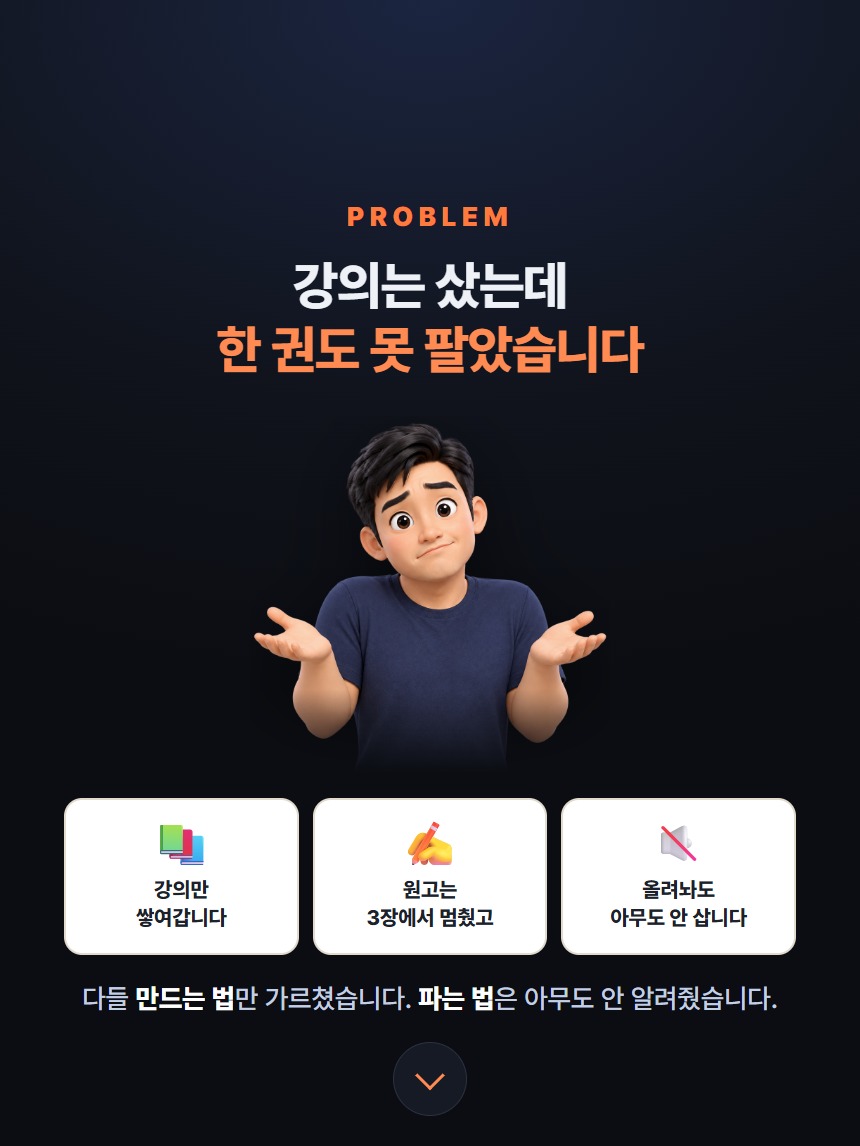 PROBLEM
강의는 샀는데
한 권도 못 팔았습니다
강의만
쌓여갑니다
원고는
3장에서 멈췄고
올려놔도
아무도 안 삽니다
다들 만드는 법만 가르쳤습니다. 파는 법은 아무도 안 알려줬습니다.